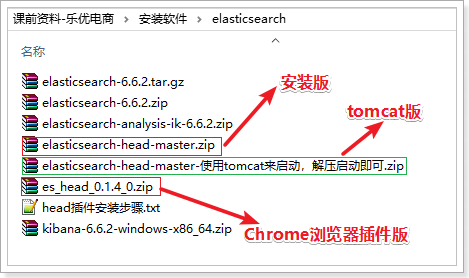 课前资料-乐优电商 › 安装软件 › elasticsearch
名称
elasticsearch-6.6.2.tar.gz
elasticsearch-6.6.2.zip
安装版
elasticsearch-analysis-ik-6.6.2.zip
tomcat版
elasticsearch-head-master.zip
elasticsearch-head-master-使用tomcat来启动，解压启动即可.zip
es_head_0.1.4_0.zip
head插件安装步骤.txt
kibana-6.6.2-windows-x86_64.zip
Chrome浏览器插件版